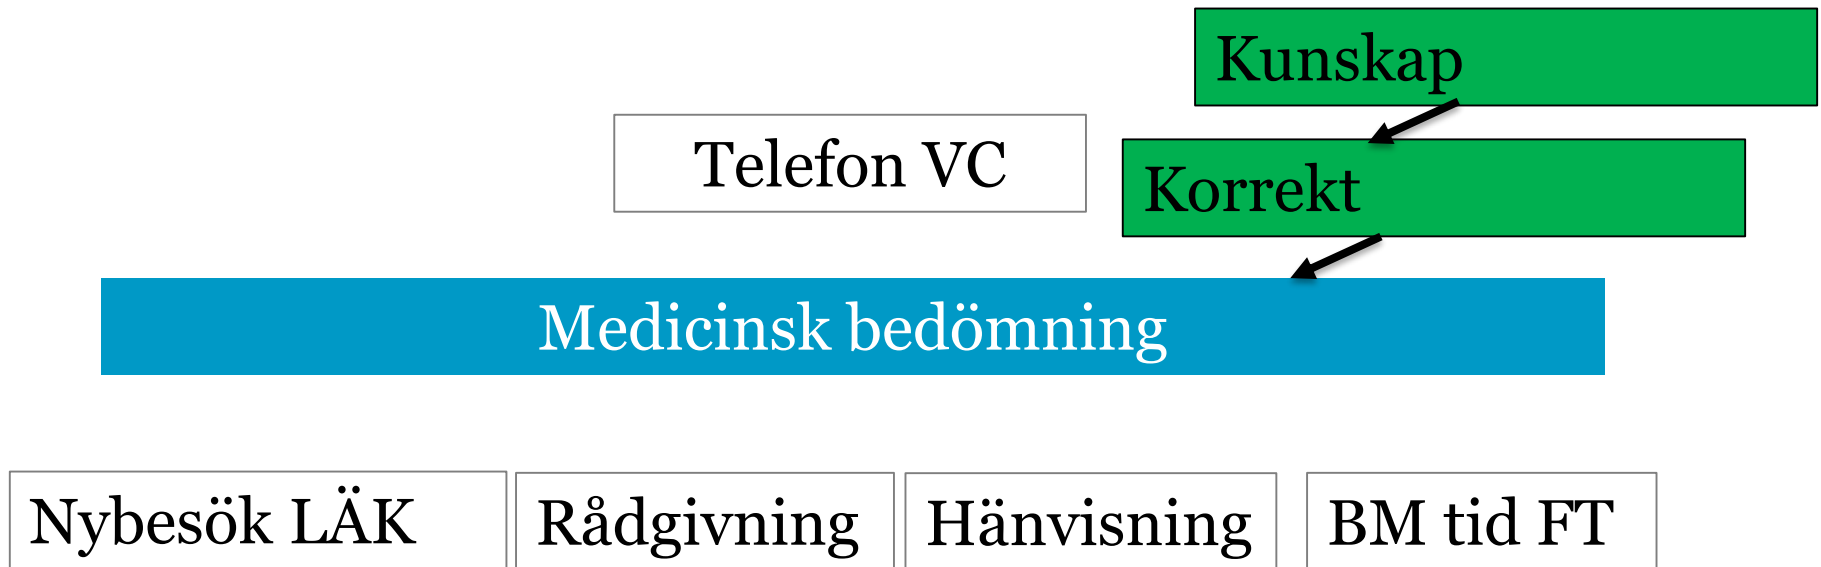 Kunskap
Telefon VC
Korrekt
Medicinsk bedömning
Nybesök LÄK
Rådgivning
Hänvisning
BM tid FT